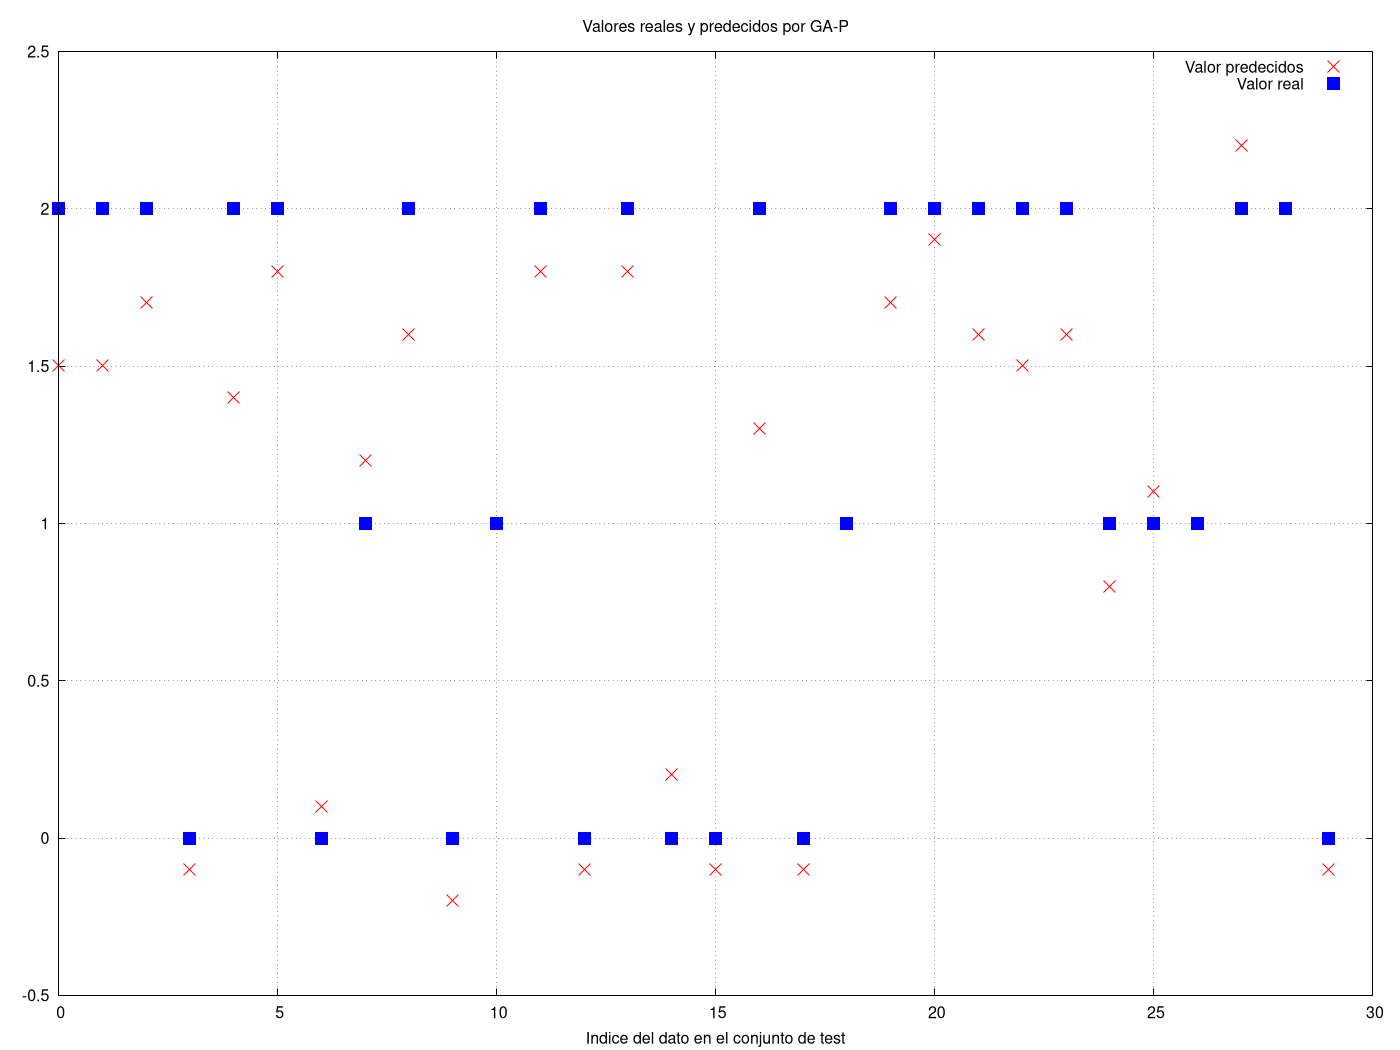 Valores reales y predecidos por GA-P
2.5
Valor predecidos
Valor real
2
1.5
1
0.5
0
-0.5
0 5 10 15 20 25 30
Indice del dato en el conjunto de test